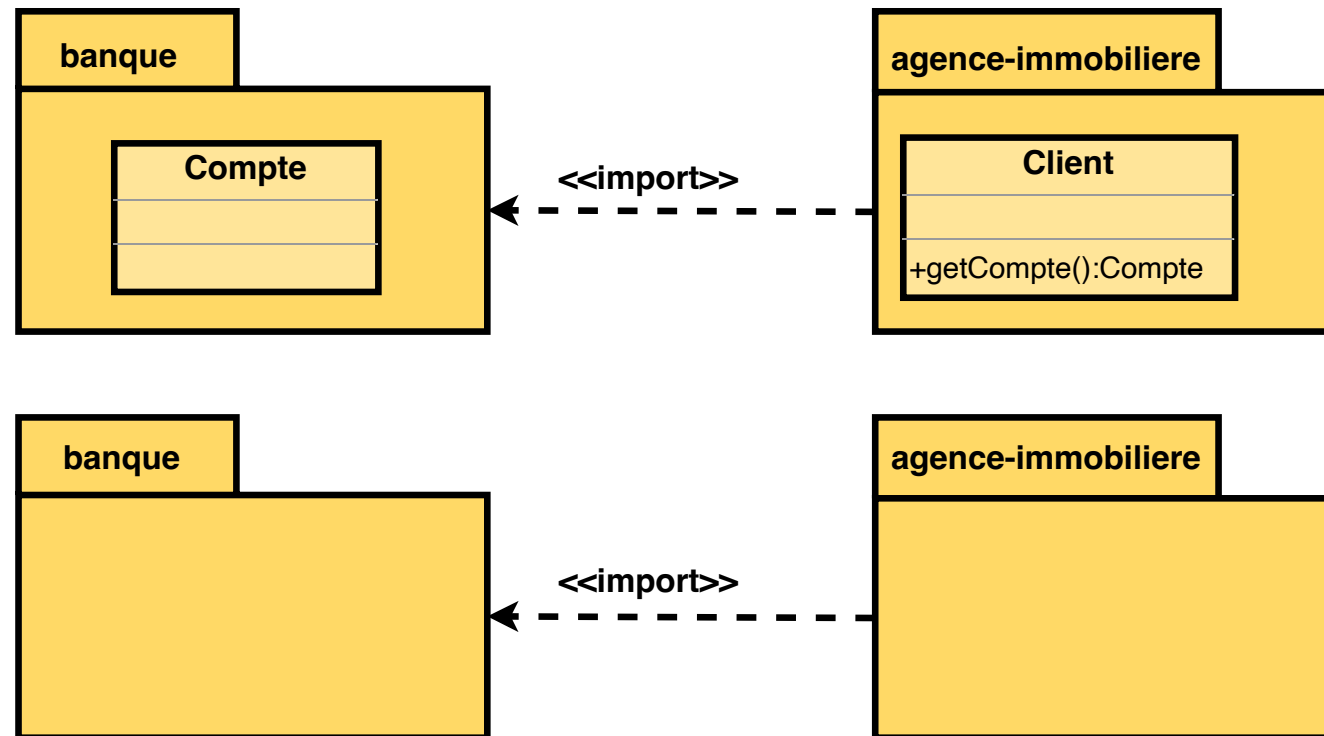 banque
agence-immobiliere
Compte
<<import>>
Client
+getCompte():Compte
banque
agence-immobiliere
<<import>>